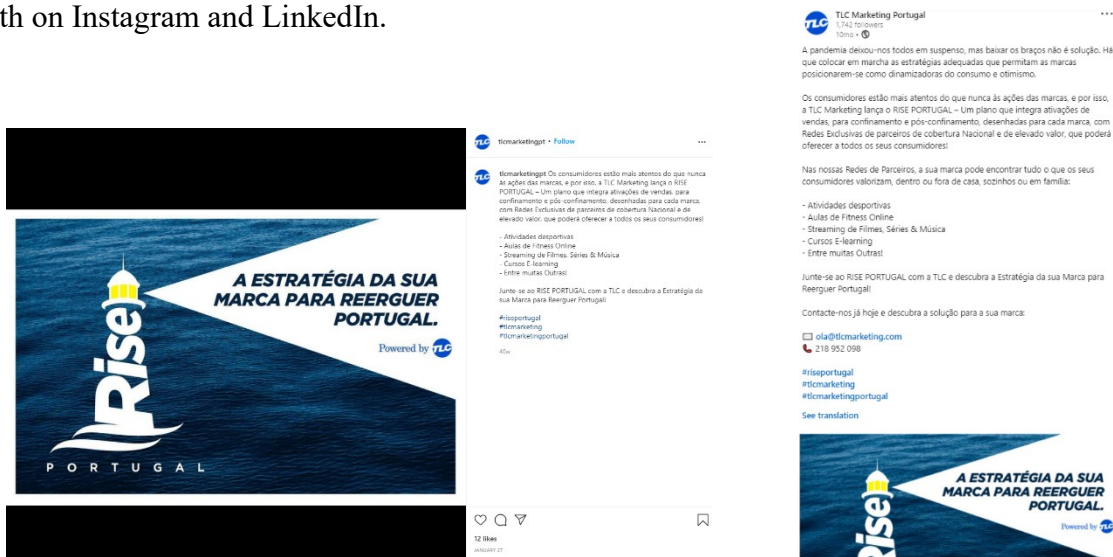 th on Instagram and LinkedIn.
A ESTRATÉGIA DA SUA
MARCA PARA REERGUER
PORTUGAL.
Powered by TLC
Rise
PORTUGAL
TLC
tlcmarketingpt • Follow
TLC
tlcmarketingpt Os consumidores estão mais atentos do que nunca
às ações das marcas, e por isso, a TLC Marketing lança o RISE
PORTUGAL – Um plano que integra ativações de vendas, para
confinamento e pós-confinamento, desenhadas para cada marca,
com Redes Exclusivas de parceiros de cobertura Nacional e de
elevado valor, que poderá oferecer a todos os seus consumidores!
- Atividades desportivas
- Aulas de Fitness Online
- Streaming de Filmes, Séries & Música
- Cursos E-learning
- Entre muitas Outras!
Junte-se ao RISE PORTUGAL com a TLC e descubra a Estratégia da
sua Marca para Reerguer Portugal!
#riseportugal
#tlcmarketing
#tlcmarketingportugal
12 likes
JANUARY 27
TLC
TLC Marketing Portugal
1,742 followers
10mo •
A pandemia deixou-nos todos em suspenso, mas baixar os braços não é solução. Há
que colocar em marcha as estratégias adequadas que permitam as marcas
posicionarem-se como dinamizadoras do consumo e otimismo.
Os consumidores estão mais atentos do que nunca às ações das marcas, e por isso,
a TLC Marketing lança o RISE PORTUGAL – Um plano que integra ativações de
vendas, para confinamento e pós-confinamento, desenhadas para cada marca, com
Redes Exclusivas de parceiros de cobertura Nacional e de elevado valor, que poderá
oferecer a todos os seus consumidores!
Nas nossas Redes de Parceiros, a sua marca pode encontrar tudo o que os seus
consumidores valorizam, dentro ou fora de casa, sozinhos ou em família:
- Atividades desportivas
- Aulas de Fitness Online
- Streaming de Filmes, Séries & Música
- Cursos E-learning
- Entre muitas Outras!
Junte-se ao RISE PORTUGAL com a TLC e descubra a Estratégia da sua Marca para
Reerguer Portugal!
Contacte-nos já hoje e descubra a solução para a sua marca:
ola@tlcmarketing.com
218 952 098
#riseportugal
#tlcmarketing
#tlcmarketingportugal
See translation
A ESTRATÉGIA DA SUA
MARCA PARA REERGUER
PORTUGAL.
Powered by TLC
Rise